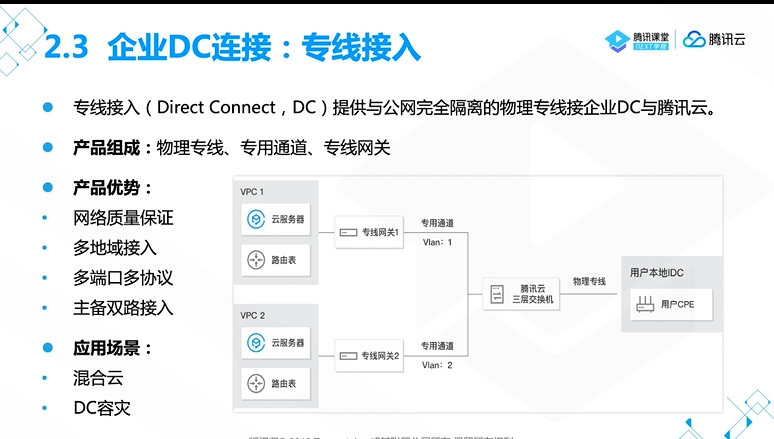 2.3 企业DC连接：专线接入
腾讯课堂
NEXT学院
腾讯云
专线接入（Direct Connect，DC）提供与公网完全隔离的物理专线接企业DC与腾讯云。
产品组成：物理专线、专用通道、专线网关
产品优势：
网络质量保证
多地域接入
多端口多协议
主备双路接入
应用场景：
混合云
DC容灾
VPC 1
云服务器
路由表
专线网关1
专用通道
Vlan：1
VPC 2
云服务器
路由表
专线网关2
专用通道
Vlan：2
腾讯云
三层交换机
物理专线
用户本地IDC
用户CPE